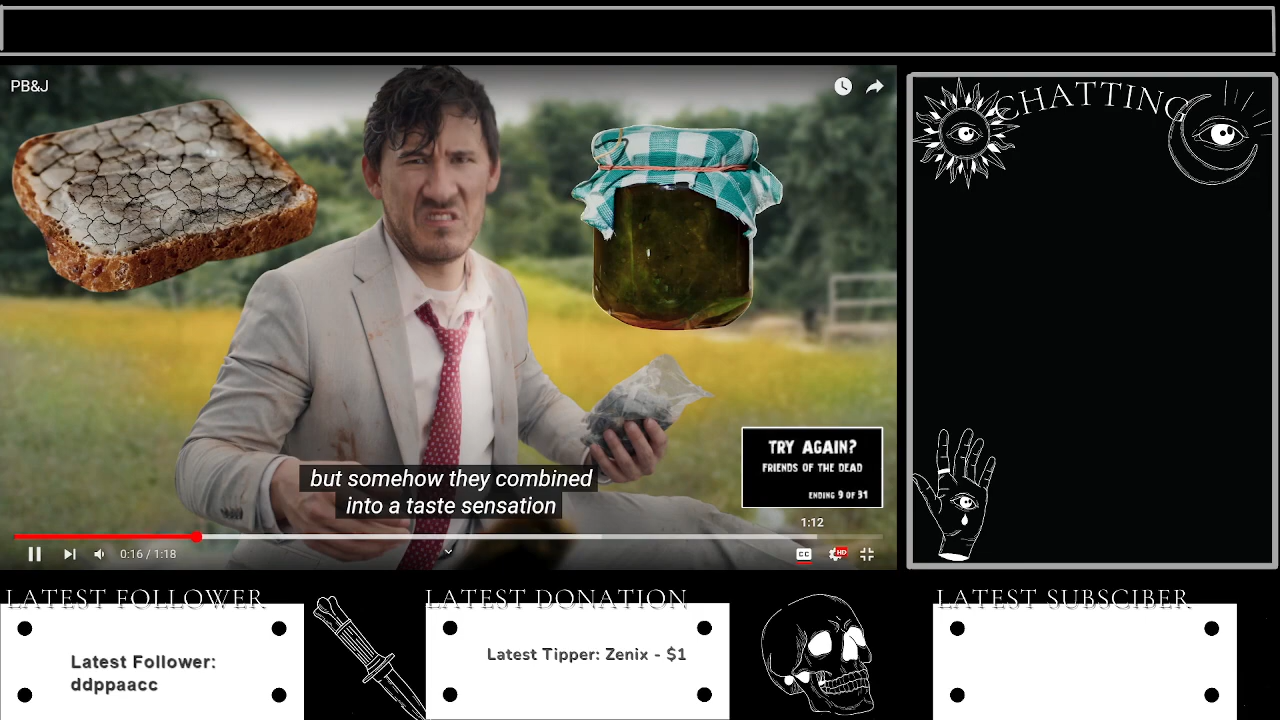 PB&J
CHATTING
TRY AGAIN?
FRIENDS OF THE DEAD
ENDING 9 OF 31
but somehow they combined
into a taste sensation
1:12
0:16 / 1:18
CC
HD
LATEST FOLLOWER
LATEST DONATION
LATEST SUBSCIBER
Latest Follower:
ddppaacc
Latest Tipper: Zenix - $1